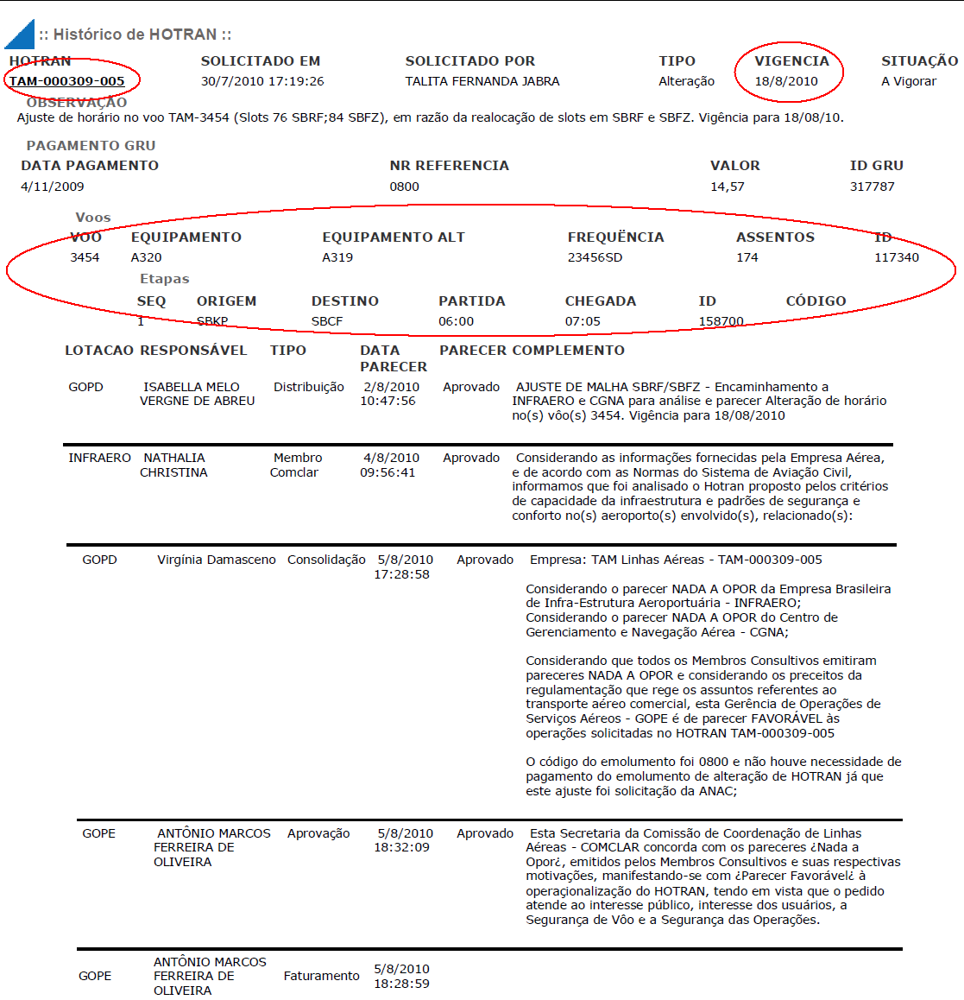 :: Histórico de HOTRAN ::
HOTRAN SOLICITADO EM SOLICITADO POR TIPO VIGENCIA SITUAÇÃO
TAM-000309-005 30/7/2010 17:19:26 TALITA FERNANDA JABRA Alteração 18/8/2010 A Vigorar
OBSERVAÇÃO
Ajuste de horário no voo TAM-3454 (Slots 76 SBRF;84 SBFZ), em razão da realocação de slots em SBRF e SBFZ. Vigência para 18/08/10.
PAGAMENTO GRU
DATA PAGAMENTO NR REFERENCIA VALOR ID GRU
4/11/2009 0800 14,57 317787
Voos
VOO EQUIPAMENTO EQUIPAMENTO ALT FREQUËNCIA ASSENTOS ID
3454 A320 A319 23456SD 174 117340
Etapas
SEQ ORIGEM DESTINO PARTIDA CHEGADA ID CÓDIGO
1 SBKP SBCF 06:00 07:05 158700
LOTACAO RESPONSÁVEL TIPO DATA PARECER COMPLEMENTO
PARECER
GOPD ISABELLA MELO Distribuição 2/8/2010 Aprovado AJUSTE DE MALHA SBRF/SBFZ - Encaminhamento a
VERGNE DE ABREU 10:47:56 INFRAERO e CGNA para análise e parecer Alteração de horário
no(s) vôo(s) 3454. Vigência para 18/08/2010
INFRAERO NATHALIA Membro 4/8/2010 Aprovado Considerando as informações fornecidas pela Empresa Aérea,
CHRISTINA Comclar 09:56:41 e de acordo com as Normas do Sistema de Aviação Civil,
informamos que foi analisado o Hotran proposto pelos critérios
de capacidade da infraestrutura e padrões de segurança e
conforto no(s) aeroporto(s) envolvido(s), relacionado(s):
GOPD Virgínia Damasceno Consolidação 5/8/2010 Aprovado Empresa: TAM Linhas Aéreas - TAM-000309-005
17:28:58
Considerando o parecer NADA A OPOR da Empresa Brasileira
de Infra-Estrutura Aeroportuária - INFRAERO;
Considerando o parecer NADA A OPOR do Centro de
Gerenciamento e Navegação Aérea - CGNA;
Considerando que todos os Membros Consultivos emitiram
pareceres NADA A OPOR e considerando os preceitos da
regulamentação que rege os assuntos referentes ao
transporte aéreo comercial, esta Gerência de Operações de
Serviços Aéreos - GOPE é de parecer FAVORÁVEL às
operações solicitadas no HOTRAN TAM-000309-005
O código do emolumento foi 0800 e não houve necessidade de
pagamento do emolumento de alteração de HOTRAN já que
este ajuste foi solicitação da ANAC;
GOPE ANTÔNIO MARCOS Aprovação 5/8/2010 Aprovado Esta Secretaria da Comissão de Coordenação de Linhas
FERREIRA DE 18:32:09 Aéreas - COMCLAR concorda com os pareceres ¿Nada a
OLIVEIRA Opor¿, emitidos pelos Membros Consultivos e suas respectivas
motivações, manifestando-se com ¿Parecer Favorável¿ à
operaçionalização do HOTRAN, tendo em vista que o pedido
atende ao interesse público, interesse dos usuários, a
Segurança de Vôo e a Segurança das Operações.
GOPE ANTÔNIO MARCOS Faturamento 5/8/2010
FERREIRA DE 18:28:59
OLIVEIRA